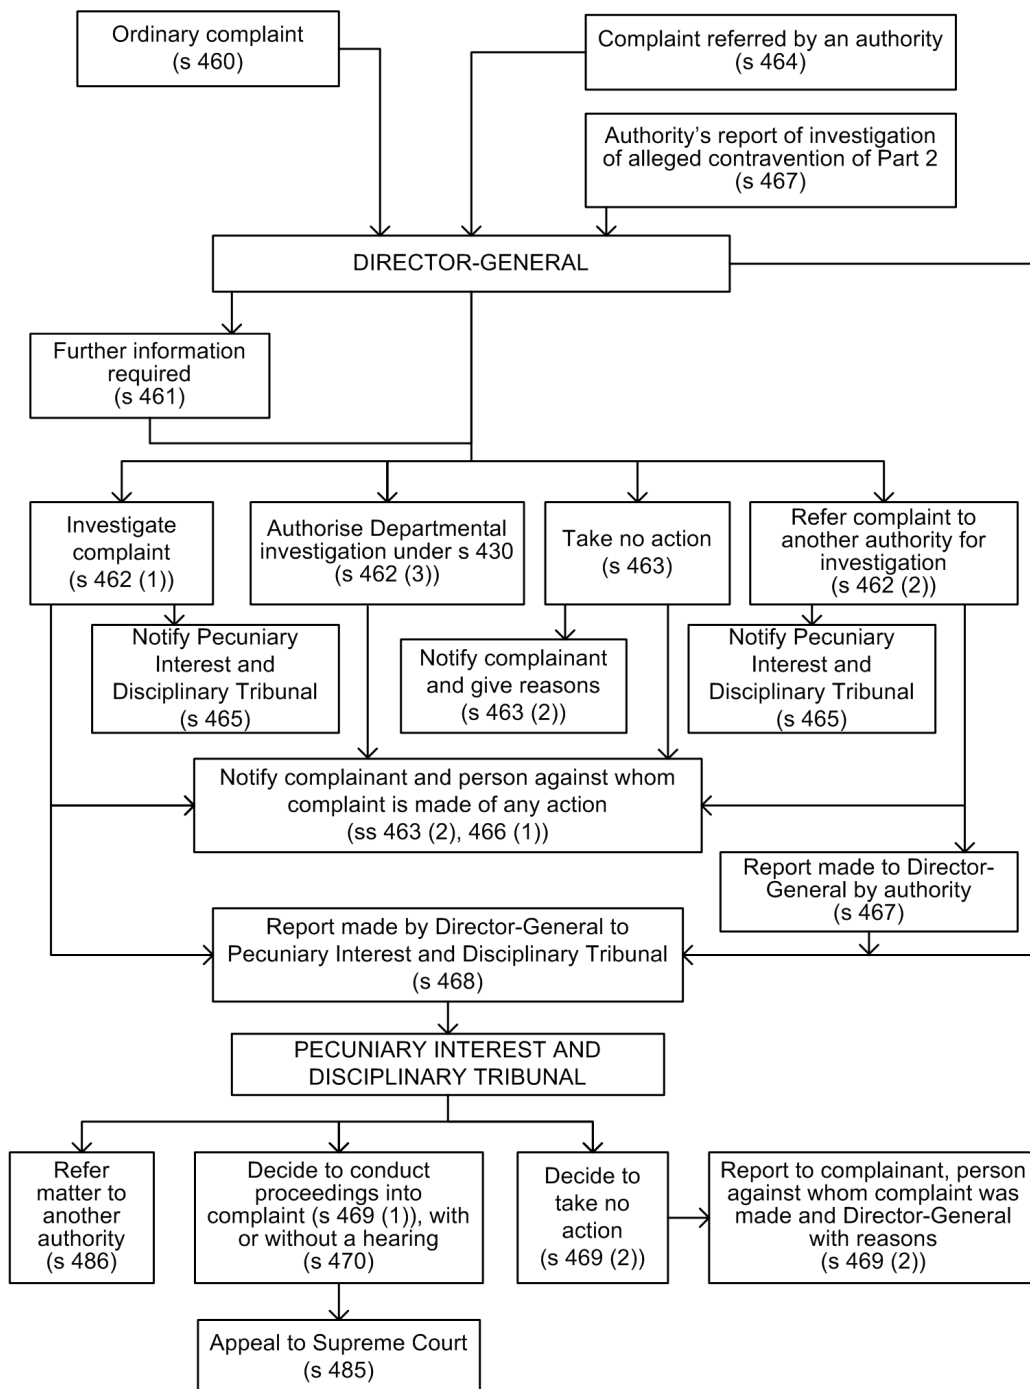 Ordinary complaint
(s 460)
Complaint referred by an authority
(s 464)
Authority’s report of investigation
of alleged contravention of Part 2
(s 467)
DIRECTOR-GENERAL
Further information
required
(s 461)
Investigate
complaint
(s 462 (1))
Authorise Departmental
investigation under s 430
(s 462 (3))
Take no action
(s 463)
Refer complaint to
another authority for
investigation
(s 462 (2))
Notify Pecuniary
Interest and
Disciplinary Tribunal
(s 465)
Notify complainant
and give reasons
(s 463 (2))
Notify Pecuniary
Interest and
Disciplinary Tribunal
(s 465)
Notify complainant and person against whom
complaint is made of any action
(ss 463 (2), 466 (1))
Report made to Director-
General by authority
(s 467)
Report made by Director-General to
Pecuniary Interest and Disciplinary Tribunal
(s 468)
PECUNIARY INTEREST AND
DISCIPLINARY TRIBUNAL
Refer
matter to
another
authority
(s 486)
Decide to conduct
proceedings into
complaint (s 469 (1)), with
or without a hearing
(s 470)
Decide to
take no
action
(s 469 (2))
Report to complainant, person
against whom complaint was
made and Director-General
with reasons
(s 469 (2))
Appeal to Supreme Court
(s 485)